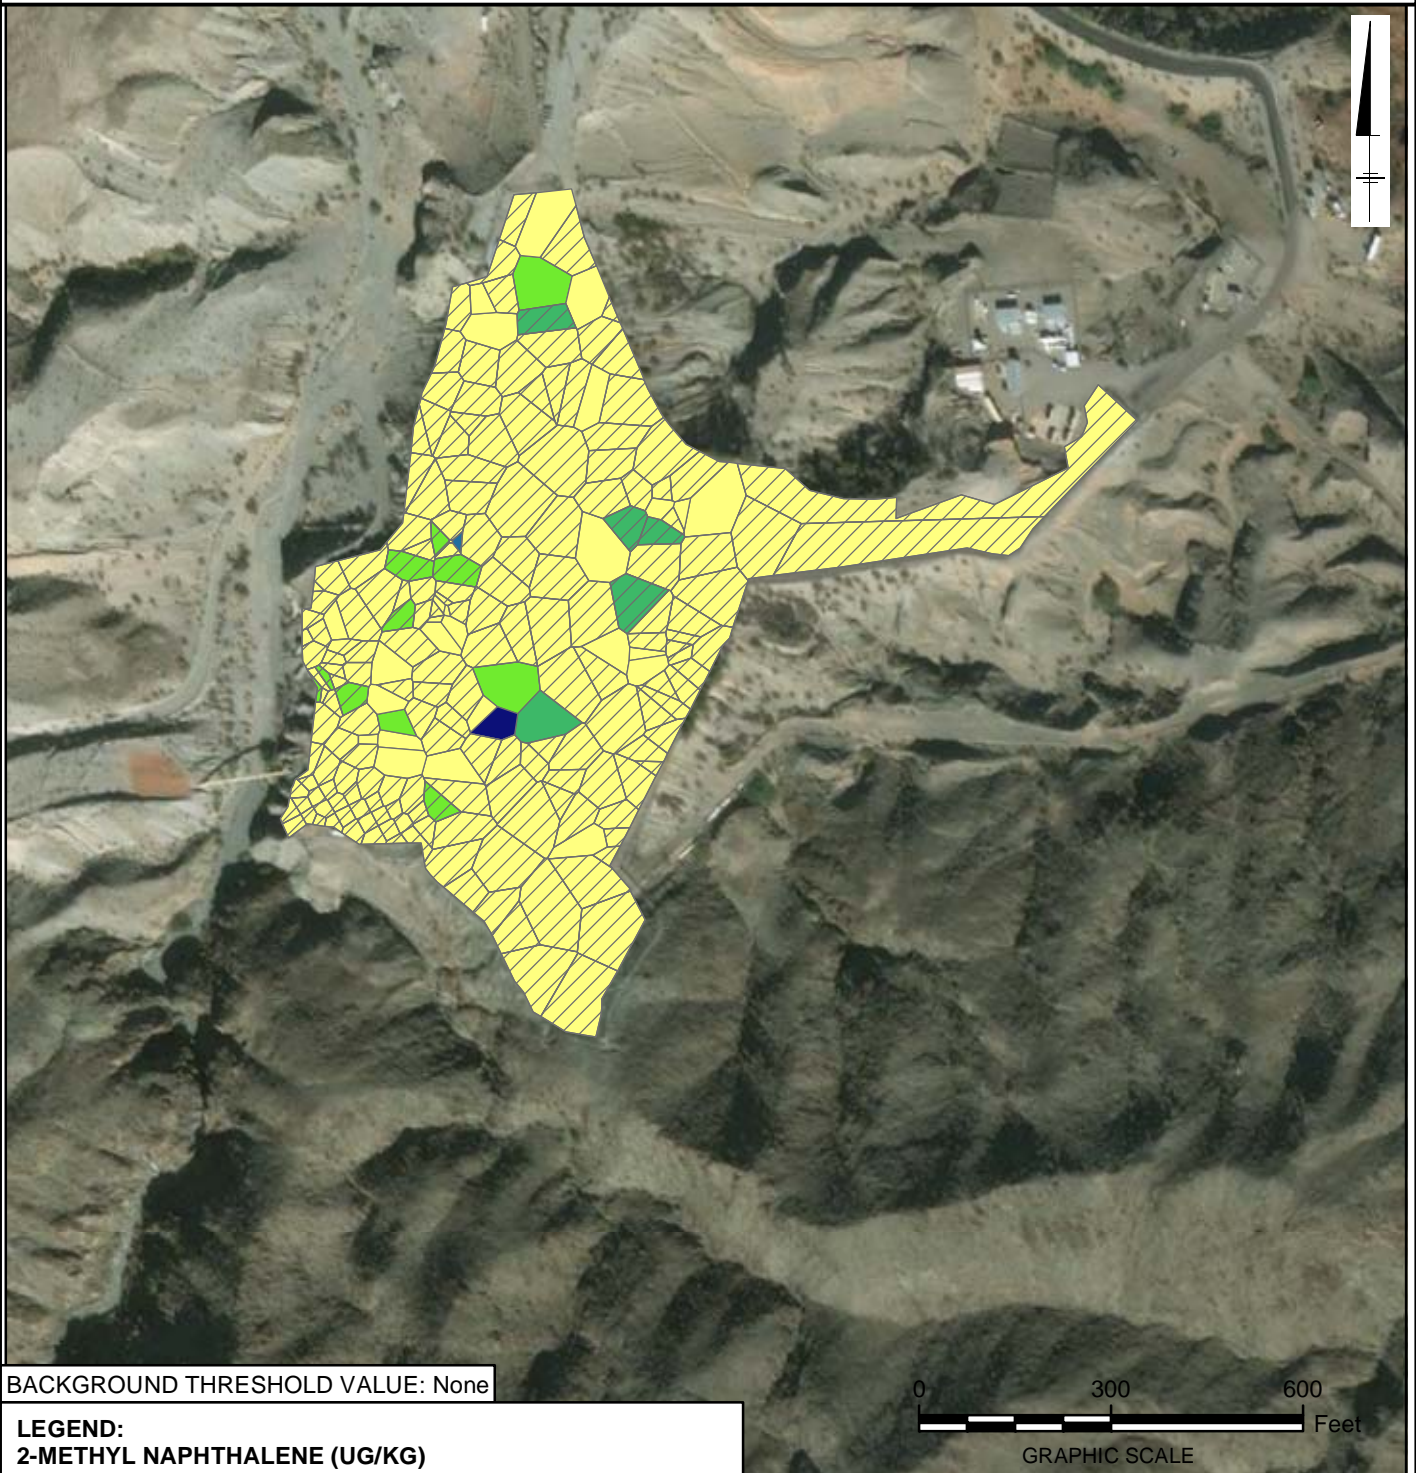 BACKGROUND THRESHOLD VALUE: None
LEGEND:
2-METHYL NAPHTHALENE (UG/KG)
0 300 600
Feet
GRAPHIC SCALE